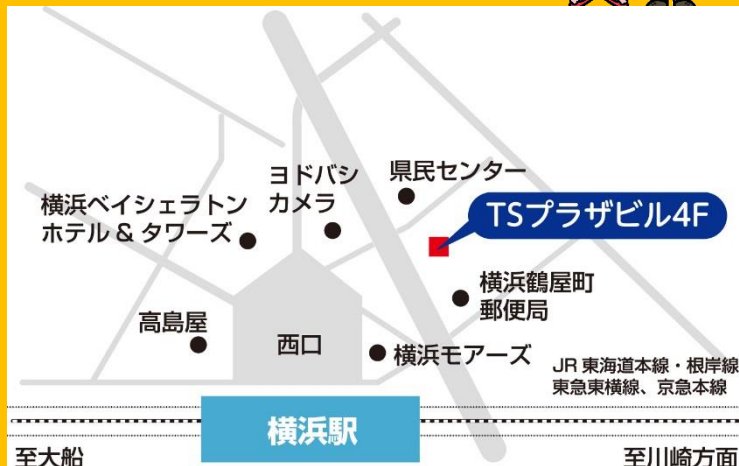 ヨドバシ
カメラ
県民センター
横浜ベイシェラトン
ホテル & タワーズ
TSプラザビル4F
横浜鶴屋町
郵便局
高島屋
西口
横浜モアーズ
JR 東海道本線・根岸線
東急東横線、京急本線
横浜駅
至大船
至川崎方面